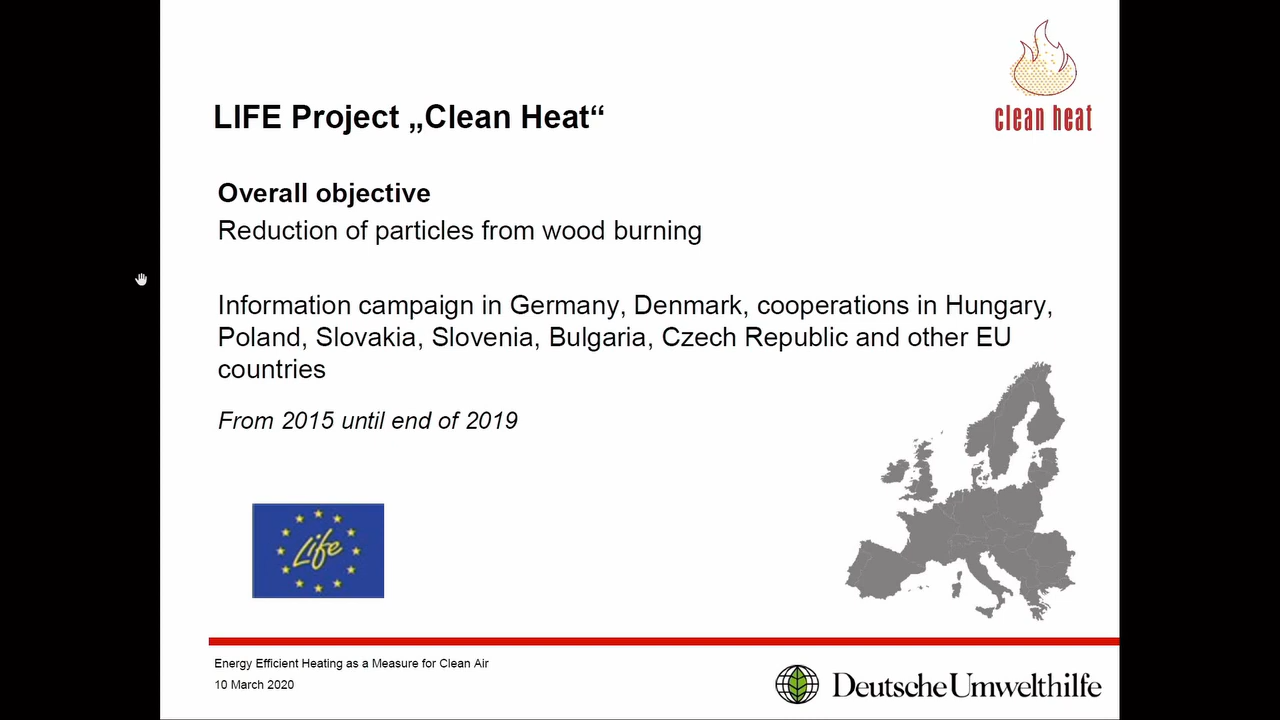 clean heat
LIFE Project „Clean Heat“
Overall objective
Reduction of particles from wood burning
Information campaign in Germany, Denmark, cooperations in Hungary,
Poland, Slovakia, Slovenia, Bulgaria, Czech Republic and other EU
countries
From 2015 until end of 2019
Life
Energy Efficient Heating as a Measure for Clean Air
10 March 2020
Deutsche Umwelthilfe